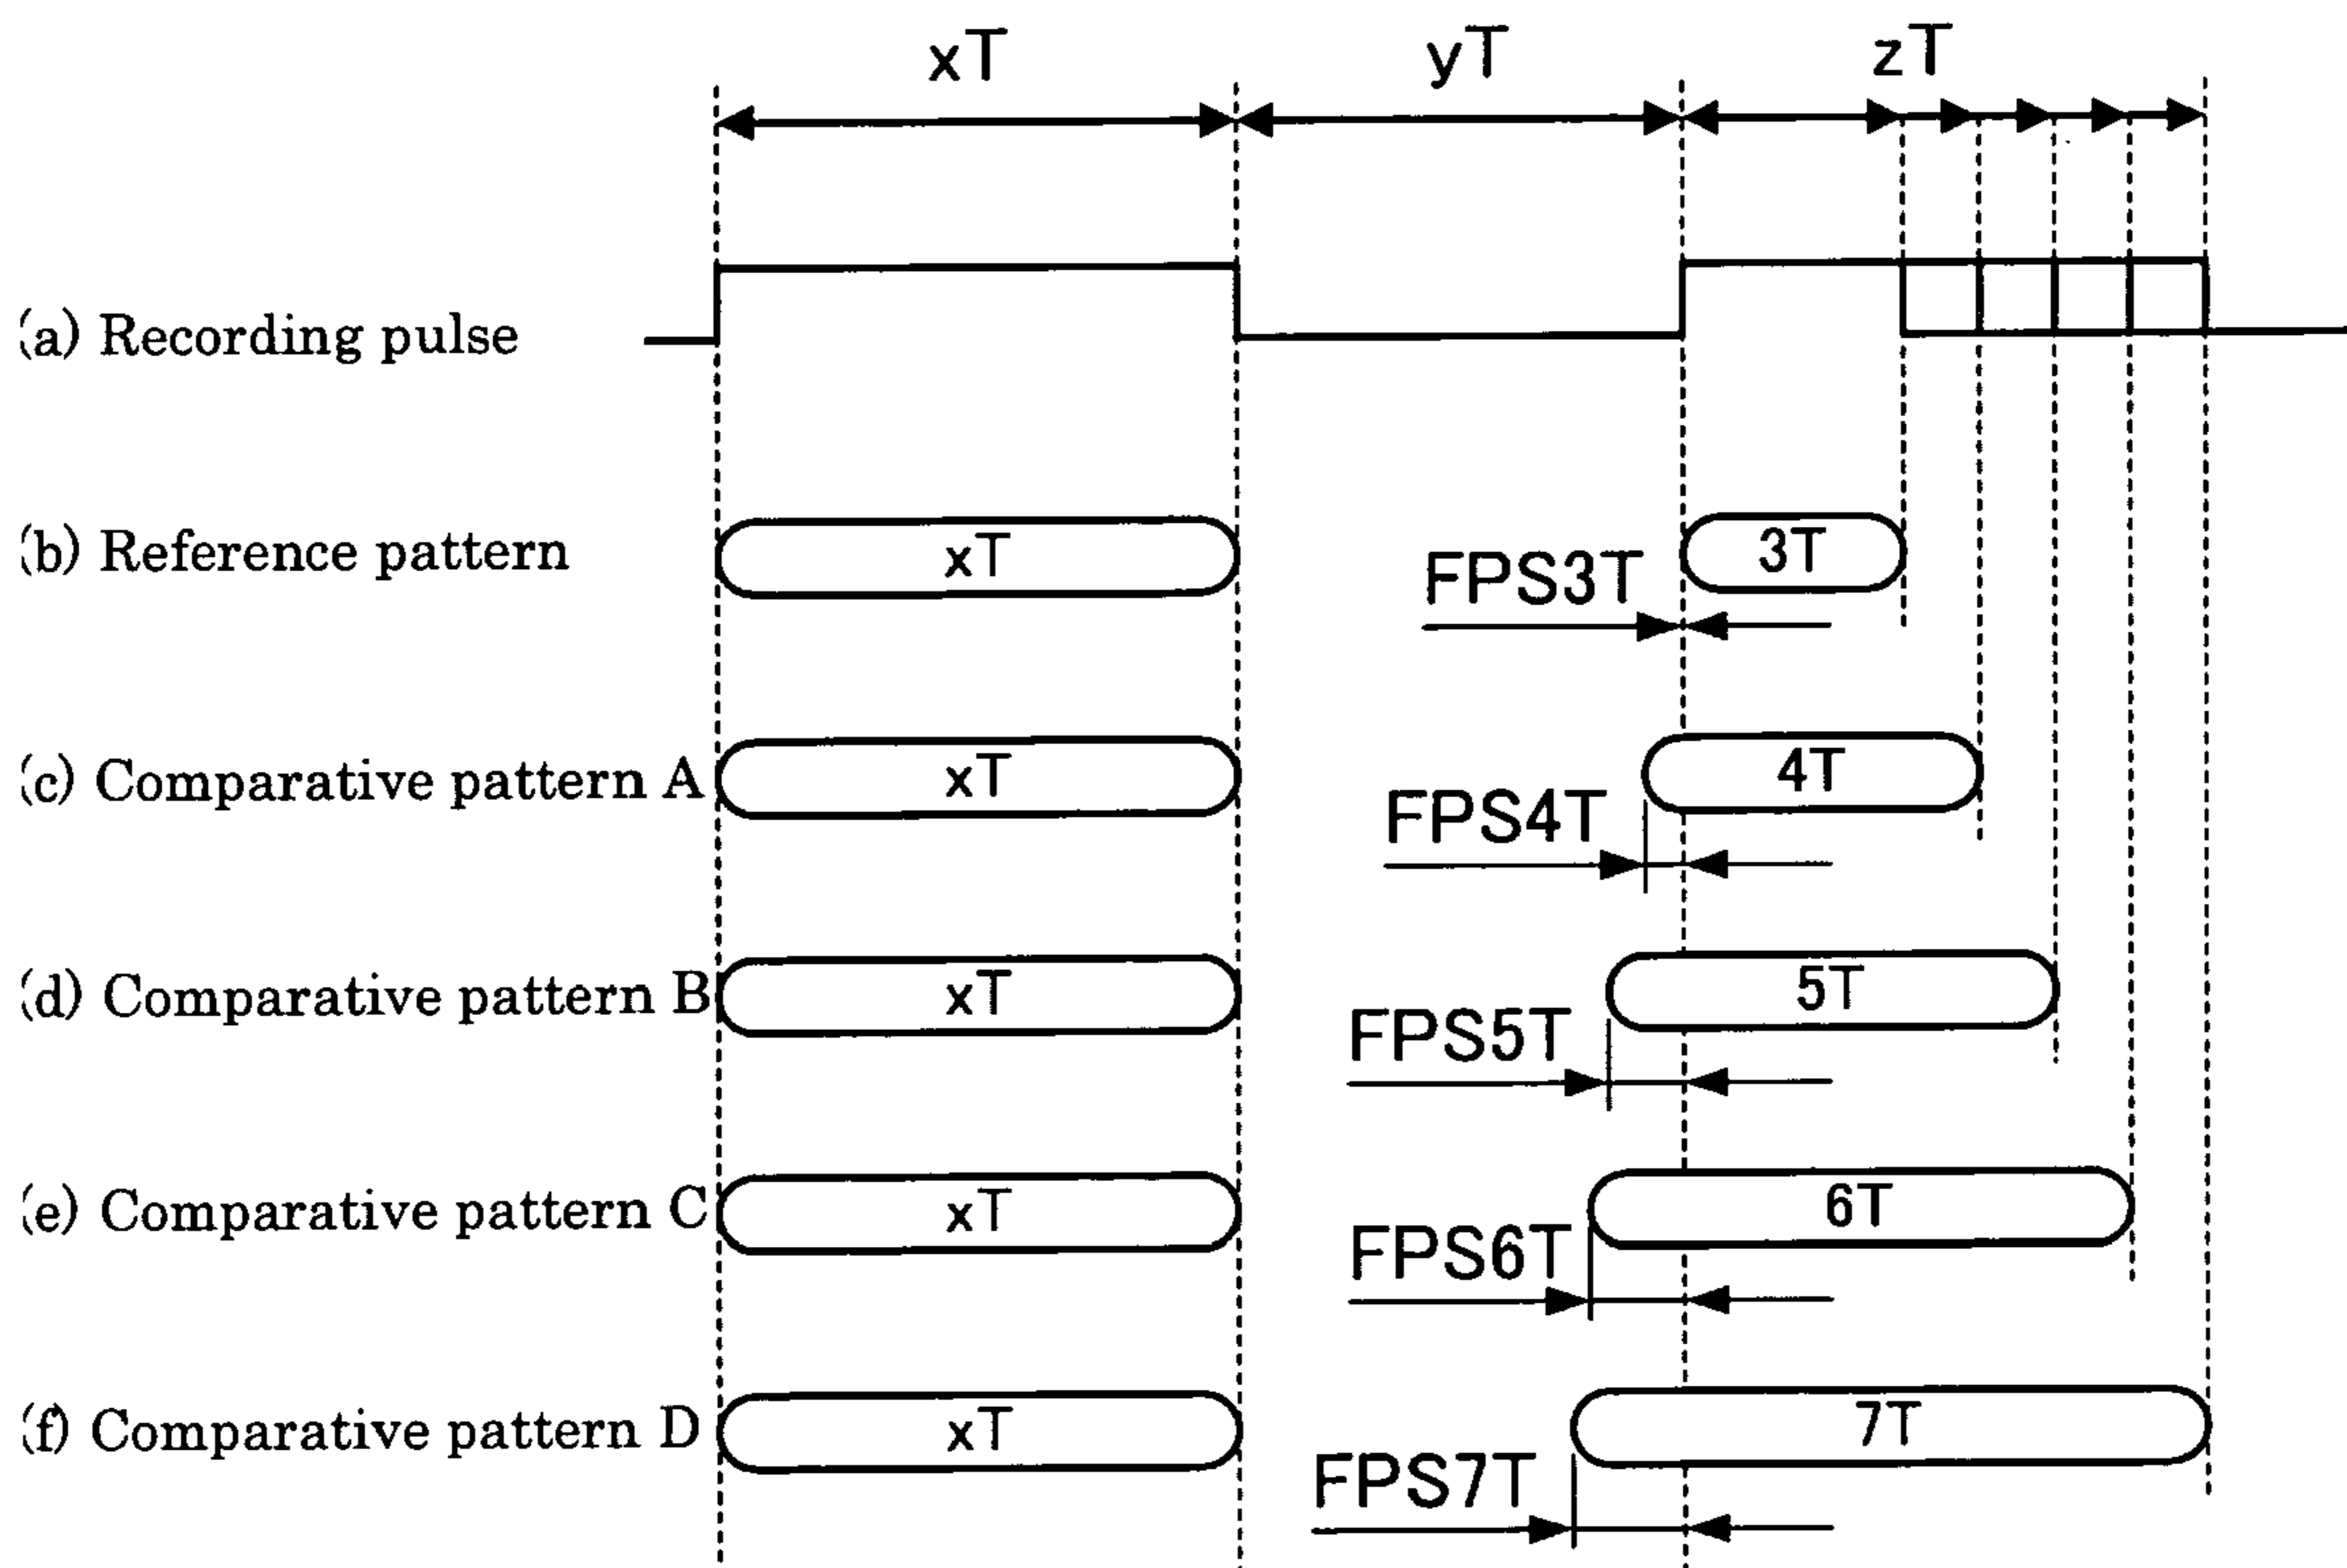 xT yT zT
(a) Recording pulse
(b) Reference pattern xT 3T
FPS3T
(c) Comparative pattern A xT 4T
FPS4T
(d) Comparative pattern B xT 5T
FPS5T
(e) Comparative pattern C xT 6T
FPS6T
(f) Comparative pattern D xT 7T
FPS7T